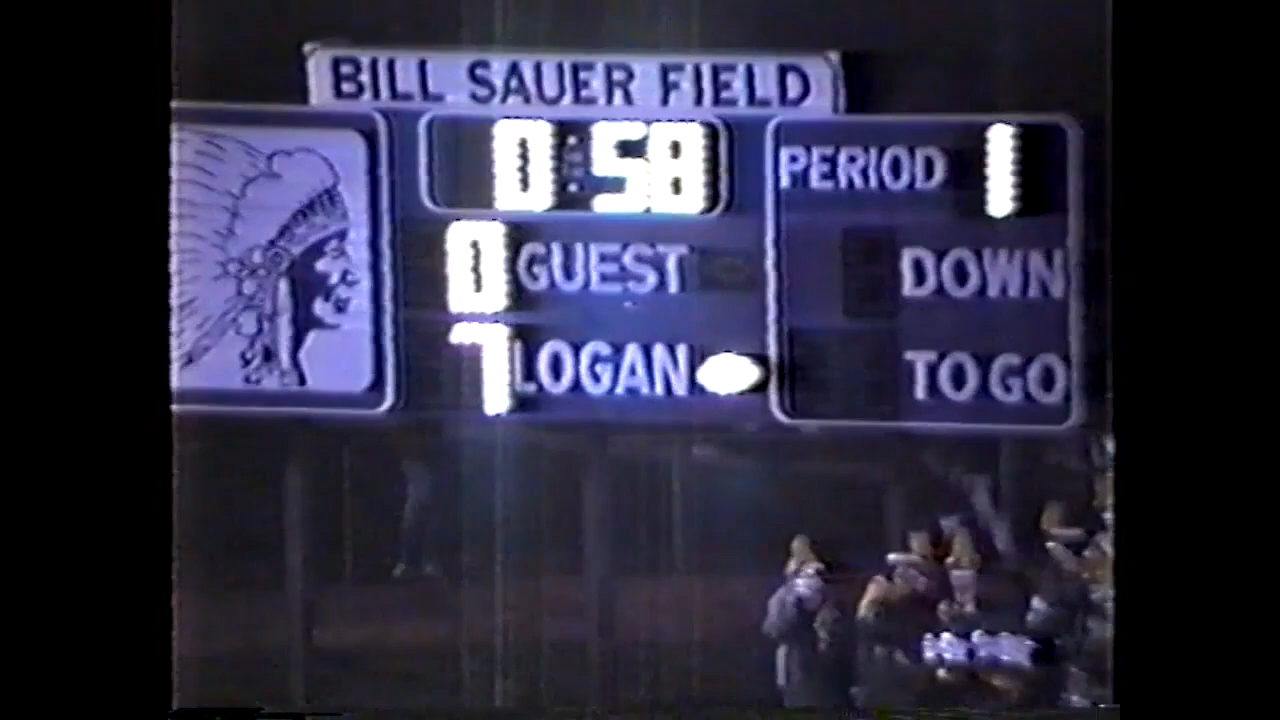 BILL SAUER FIELD
0:58
PERIOD 1
0 GUEST
DOWN
7 LOGAN
TO GO